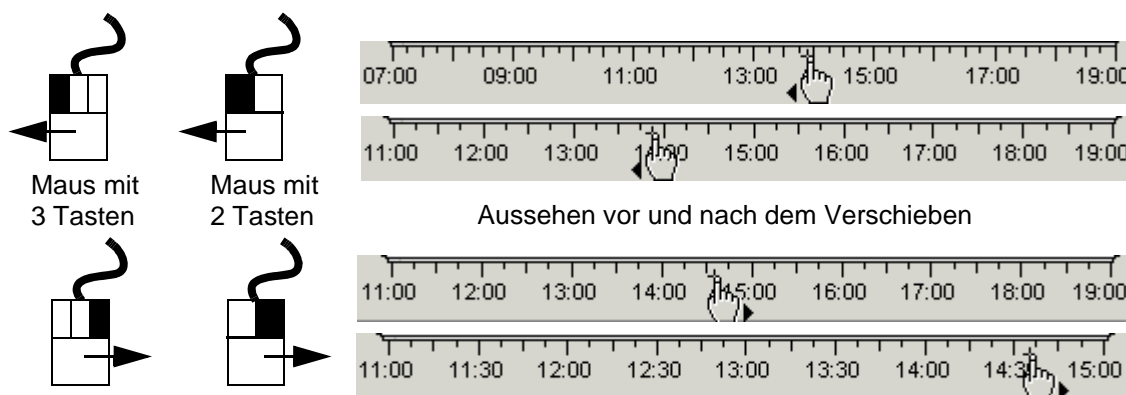 07:00 09:00 11:00 13:00 15:00 17:00 19:00
11:00 12:00 13:00 15:00 16:00 17:00 18:00 19:00
Maus mit Maus mit
3 Tasten 2 Tasten
Aussehen vor und nach dem Verschieben
11:00 12:00 13:00 14:00 15:00 16:00 17:00 18:00 19:00
11:00 11:30 12:00 12:30 13:00 13:30 14:00 14:30 15:00